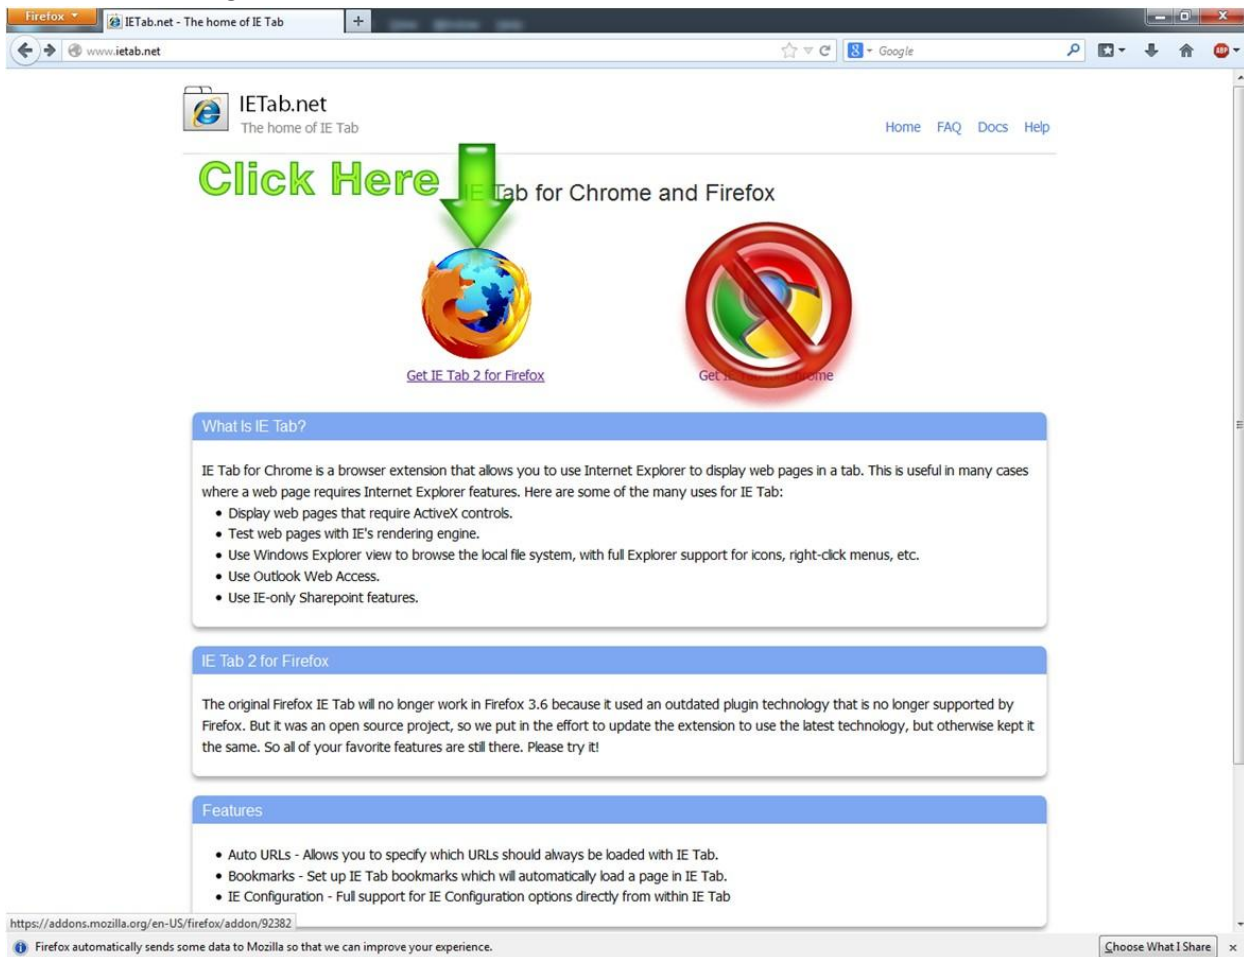 Firefox
IETab.net - The home of IE Tab
www.ietab.net
Google
ABP
IETab.net
The home of IE Tab
Home FAQ Docs Help
Click Here
IE Tab for Chrome and Firefox
Get IE Tab 2 for Firefox
Get IE Tab for Chrome
What Is IE Tab?
IE Tab for Chrome is a browser extension that allows you to use Internet Explorer to display web pages in a tab. This is useful in many cases
where a web page requires Internet Explorer features. Here are some of the many uses for IE Tab:
• Display web pages that require ActiveX controls.
• Test web pages with IE's rendering engine.
• Use Windows Explorer view to browse the local file system, with full Explorer support for icons, right-click menus, etc.
• Use Outlook Web Access.
• Use IE-only Sharepoint features.
IE Tab 2 for Firefox
The original Firefox IE Tab will no longer work in Firefox 3.6 because it used an outdated plugin technology that is no longer supported by
Firefox. But it was an open source project, so we put in the effort to update the extension to use the latest technology, but otherwise kept it
the same. So all of your favorite features are still there. Please try it!
Features
• Auto URLs - Allows you to specify which URLs should always be loaded with IE Tab.
• Bookmarks - Set up IE Tab bookmarks which will automatically load a page in IE Tab.
• IE Configuration - Full support for IE Configuration options directly from within IE Tab
https://addons.mozilla.org/en-US/firefox/addon/92382
Firefox automatically sends some data to Mozilla so that we can improve your experience.
Choose What I Share